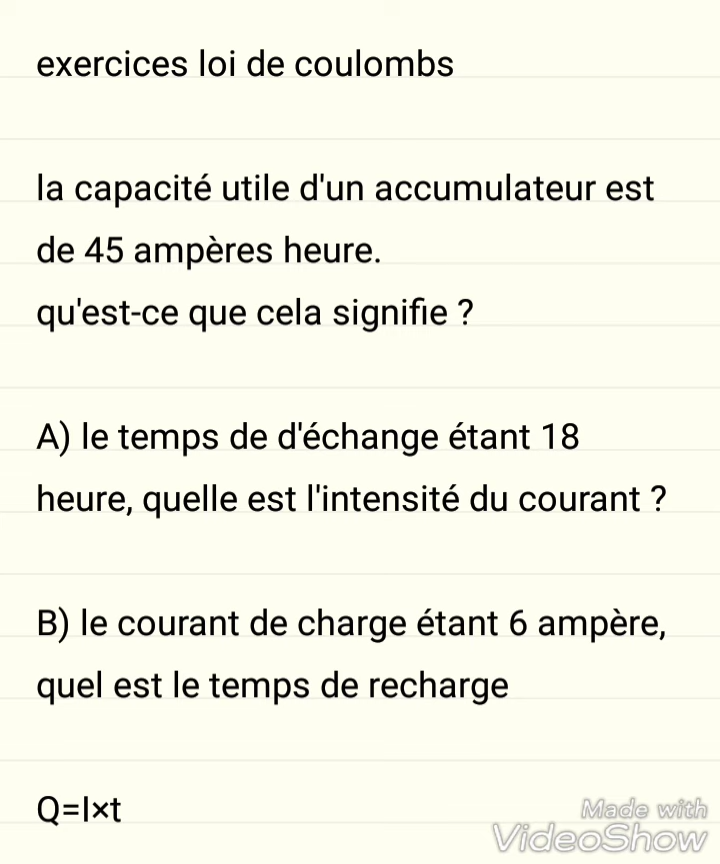 exercices loi de coulombs
la capacité utile d'un accumulateur est
de 45 ampères heure.
qu'est-ce que cela signifie ?
A) le temps de d'échange étant 18
heure, quelle est l'intensité du courant ?
B) le courant de charge étant 6 ampère,
quel est le temps de recharge
Q=I×t
Made with
VideoShow